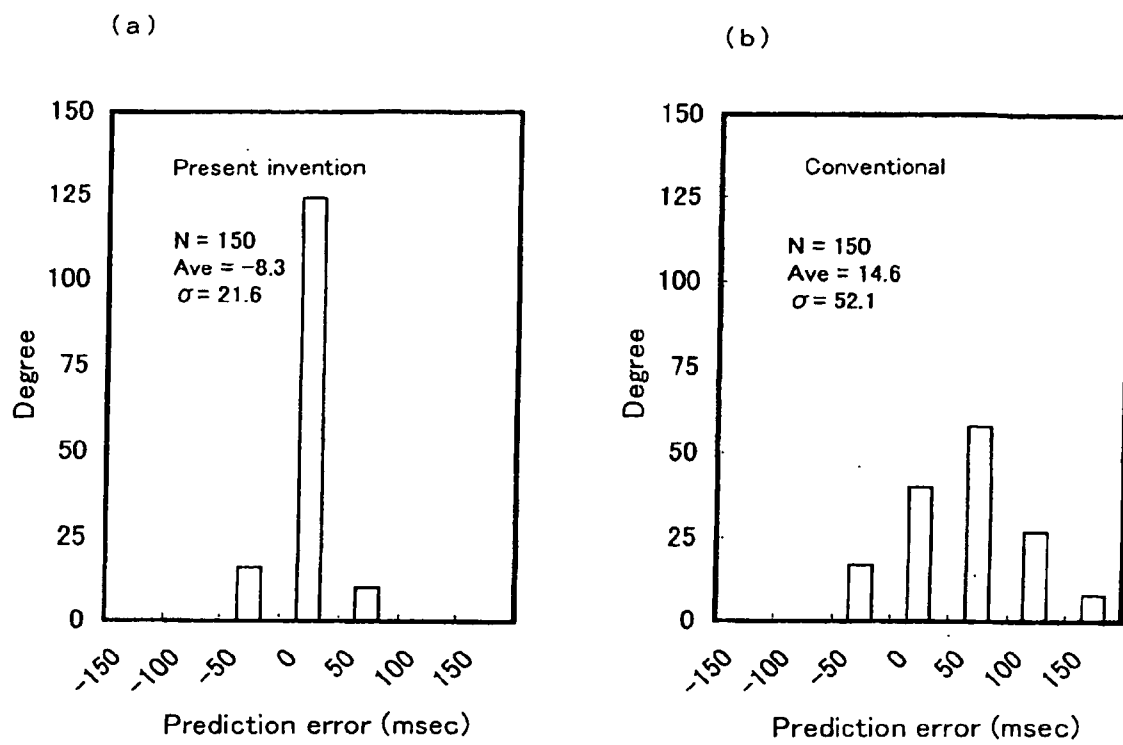 (a)
150
125
100
75
50
25
0
Degree
Present invention
N = 150
Ave = -8.3
σ = 21.6
-150
-100
-50
0
50
150
Prediction error (msec)
(b)
150
125
100
75
50
25
0
Degree
Conventional
N = 150
Ave = 14.6
σ = 52.1
-150
-100
-50
0
50
100
150
Prediction error (msec)